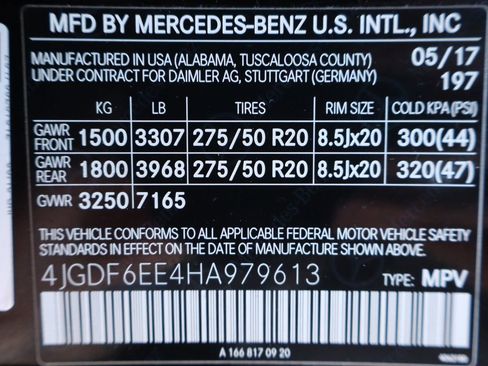 MFD BY MERCEDES-BENZ U.S. INTL., INC
MANUFACTURED IN USA (ALABAMA, TUSCALOOSA COUNTY) 05/17
UNDER CONTRACT FOR DAIMLER AG, STUTTGART (GERMANY) 197
KG LB TIRES RIM SIZE COLD KPA(PSI)
GAWR FRONT 1500 3307 275/50 R20 8.5Jx20 300(44)
GAWR REAR 1800 3968 275/50 R20 8.5Jx20 320(47)
GVWR 3250 7165
THIS VEHICLE CONFORMS TO ALL APPLICABLE FEDERAL MOTOR VEHICLE SAFETY
STANDARDS IN EFFECT ON THE DATE OF MANUFACTURE SHOWN ABOVE.
4JGDF6EE4HA979613 TYPE: MPV
A 166 817 09 20